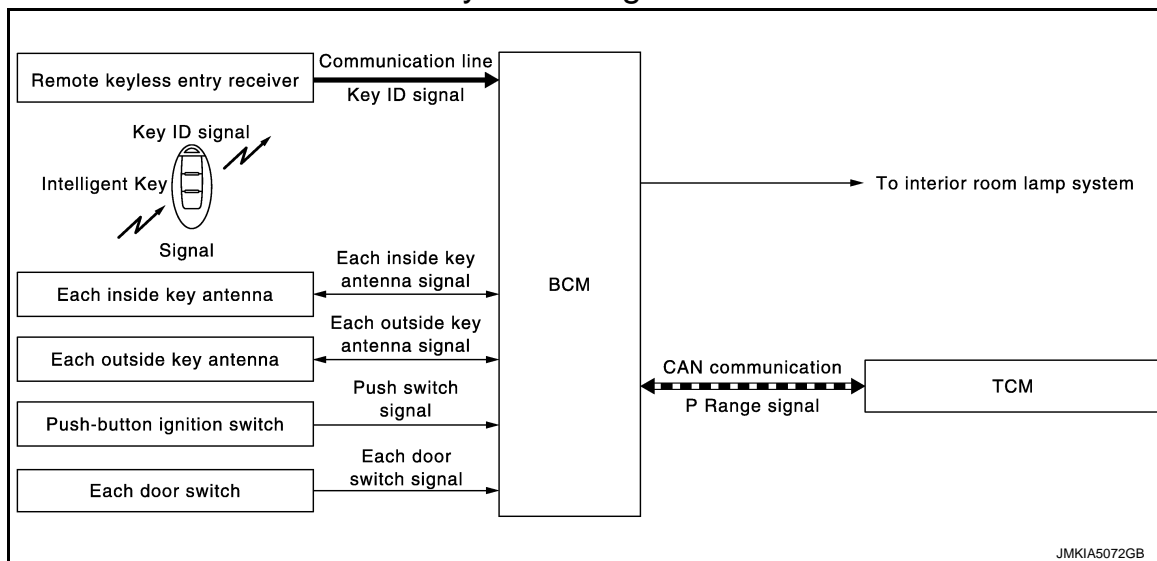 Remote keyless entry receiver
Communication line
Key ID signal
Key ID signal
Intelligent Key
Signal
To interior room lamp system
Each inside key
antenna signal
Each inside key antenna
BCM
Each outside key
antenna signal
Each outside key antenna
CAN communication
P Range signal
TCM
Push switch
signal
Push-button ignition switch
Each door
switch signal
Each door switch
JMKIA5072GB